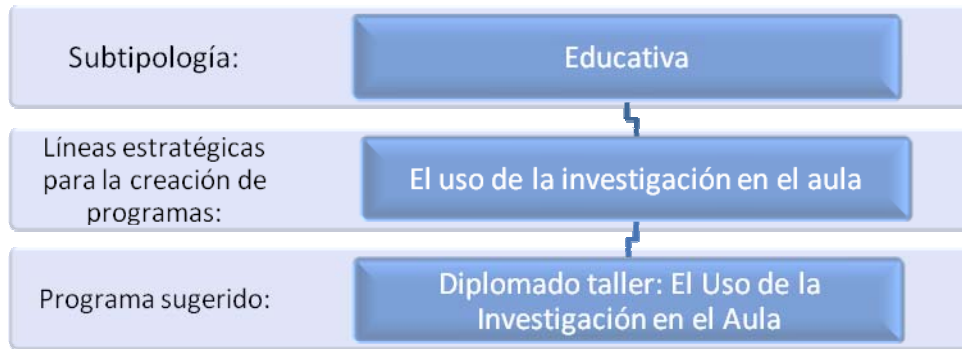 Subtipología:
Educativa
Líneas estratégicas
para la creación de
programas:
El uso de la investigación en el aula
Programa sugerido:
Diplomado taller: El Uso de la
Investigación en el Aula